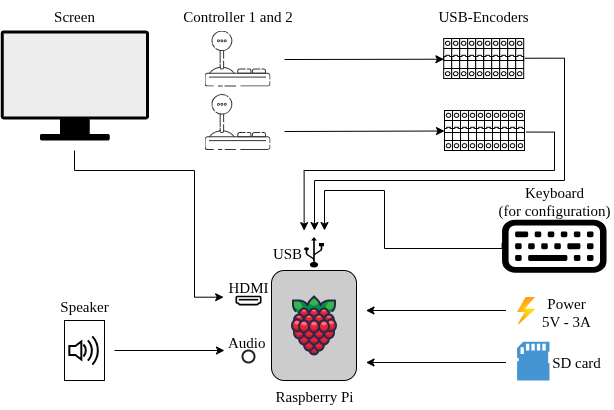 Screen
Controller 1 and 2
USB-Encoders
Keyboard
(for configuration)
USB
HDMI
Speaker
Power
5V - 3A
Audio
SD card
Raspberry Pi